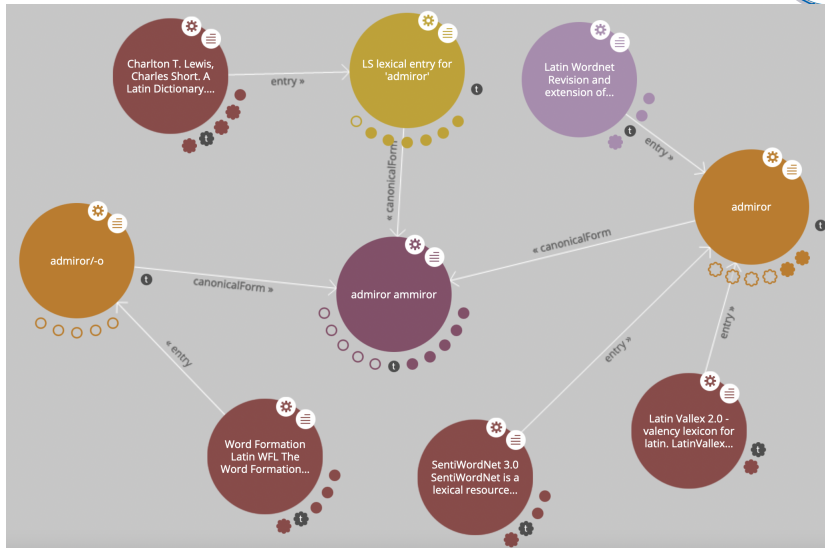 Charlton T. Lewis,
Charles Short. A
Latin Dictionary....
entry »
LS lexical entry for
'admiror'
t
Latin Wordnet
Revision and
extension of...
t
entry »
t
« canonicalForm
admiror
t
« canonicalForm
admiror/-o
t
canonicalForm »
admiror ammiror
t
« entry
entry »
entry »
Word Formation
Latin WFL The
Word Formation...
t
SentiWordNet 3.0
SentiWordNet is a
lexical resource...
t
Latin Vallex 2.0 -
valency lexicon for
latin. LatinVallex...
t